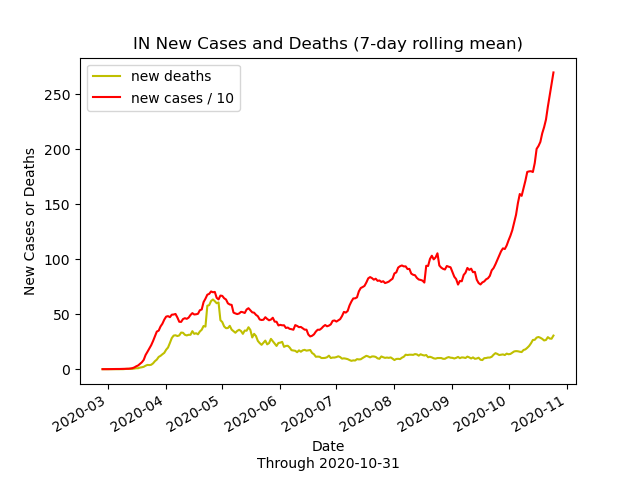 IN New Cases and Deaths (7-day rolling mean)
new deaths
new cases / 10
New Cases or Deaths
250
200
150
100
50
0
2020-03
2020-04
2020-05
2020-06
2020-07
2020-08
2020-09
2020-10
2020-11
Date
Through 2020-10-31